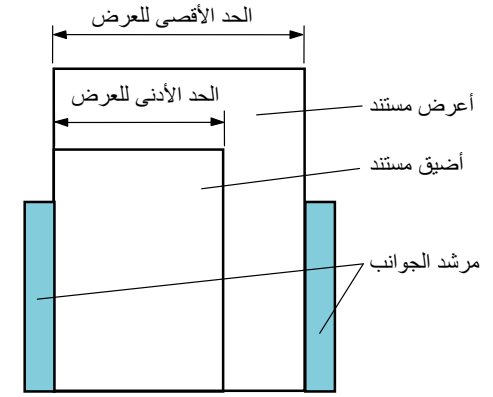 الحد الأقصى للعرض
الحد الأدنى للعرض
أعرض مستند
أضيق مستند
مرشد الجوانب